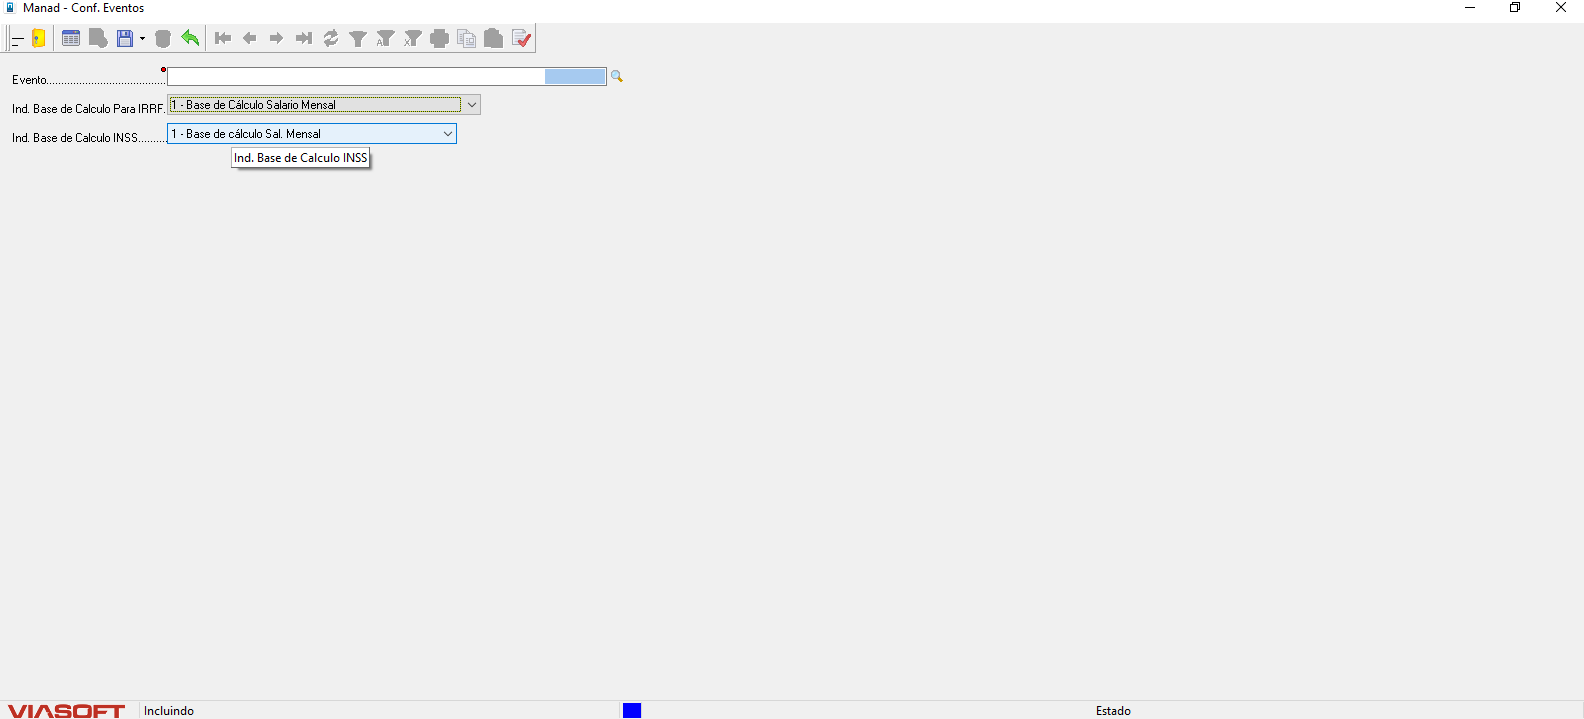 Manad - Conf. Eventos
Evento........................................
Ind. Base de Calculo Para IRRF. 1 - Base de Cálculo Salario Mensal
Ind. Base de Calculo INSS.......... 1 - Base de cálculo Sal. Mensal
Ind. Base de Calculo INSS
VIASOFT Incluindo Estado